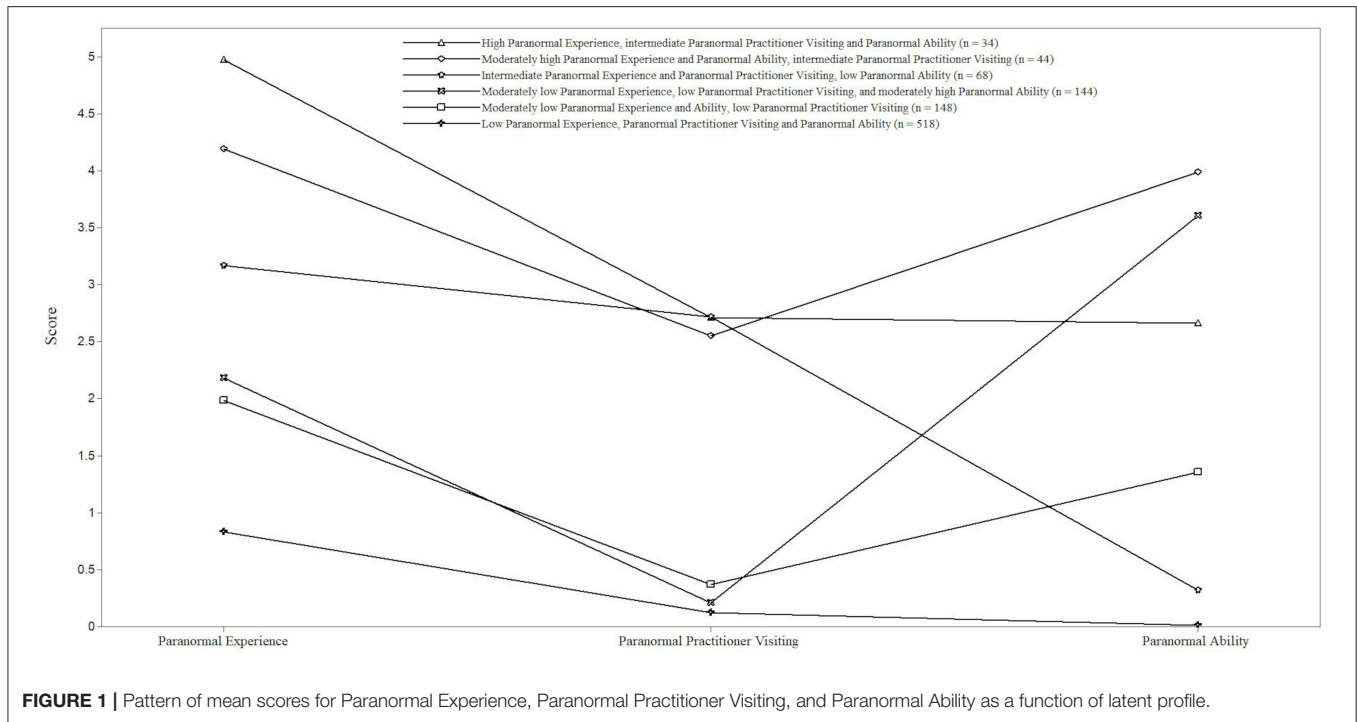 High Paranormal Experience, intermediate Paranormal Practitioner Visiting and Paranormal Ability (n = 34)
Moderately high Paranormal Experience and Paranormal Ability, intermediate Paranormal Practitioner Visiting (n = 44)
Intermediate Paranormal Experience and Paranormal Practitioner Visiting, low Paranormal Ability (n = 68)
Moderately low Paranormal Experience, low Paranormal Practitioner Visiting, and moderately high Paranormal Ability (n = 144)
Moderately low Paranormal Experience and Ability, low Paranormal Practitioner Visiting (n = 148)
Low Paranormal Experience, Paranormal Practitioner Visiting and Paranormal Ability (n = 518)
5
4.5
4
3.5
3
2.5
2
1.5
1
0.5
0
Score
Paranormal Experience
Paranormal Practitioner Visiting
Paranormal Ability
FIGURE 1 | Pattern of mean scores for Paranormal Experience, Paranormal Practitioner Visiting, and Paranormal Ability as a function of latent profile.